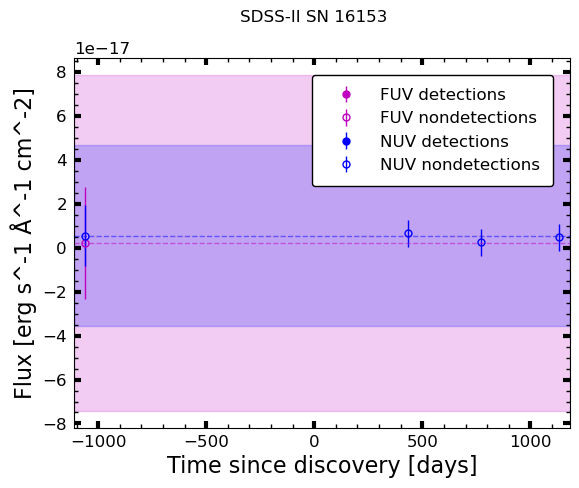 SDSS-II SN 16153
1e−17
FUV detections
FUV nondetections
NUV detections
NUV nondetections
8
6
4
2
0
−2
−4
−6
−8
Flux [erg s^-1 Å^-1 cm^-2]
−1000 −500 0 500 1000
Time since discovery [days]